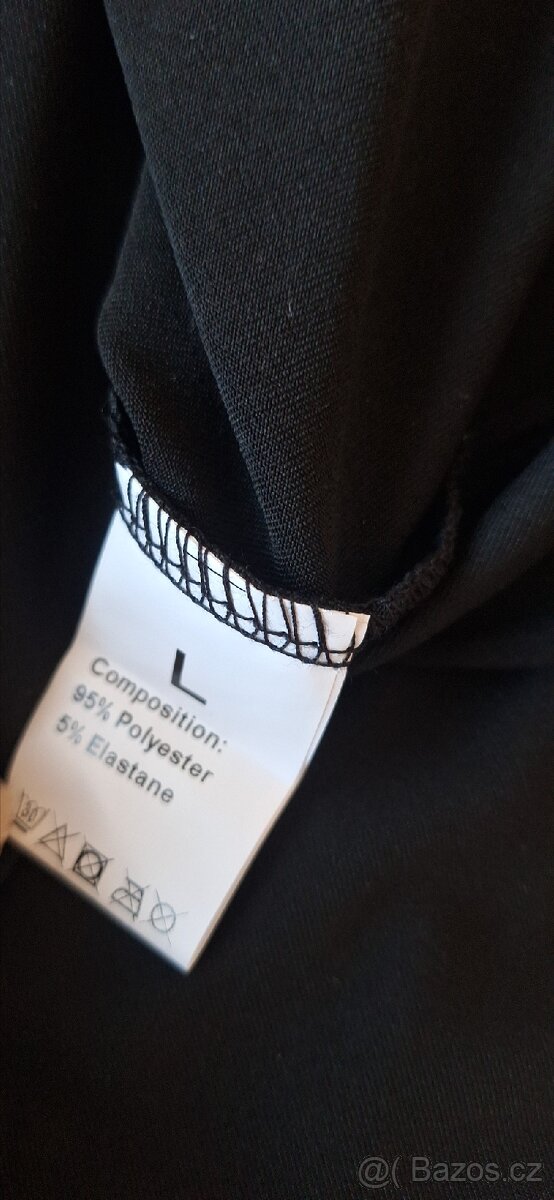 L
Composition:
95% Polyester
5% Elastane
30
@( Bazos.cz